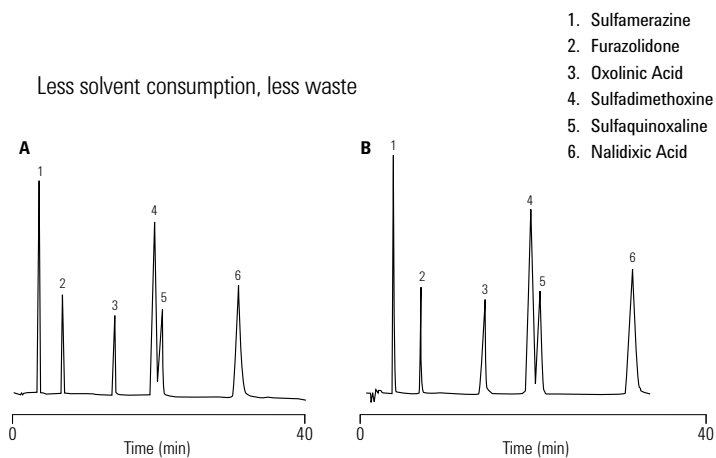 1. Sulfamerazine
2. Furazolidone
3. Oxolinic Acid
4. Sulfadimethoxine
5. Sulfaquinoxaline
6. Nalidixic Acid
Less solvent consumption, less waste
A
1
2
3
4
5
6
0
40
Time (min)
B
1
2
3
4
5
6
0
40
Time (min)